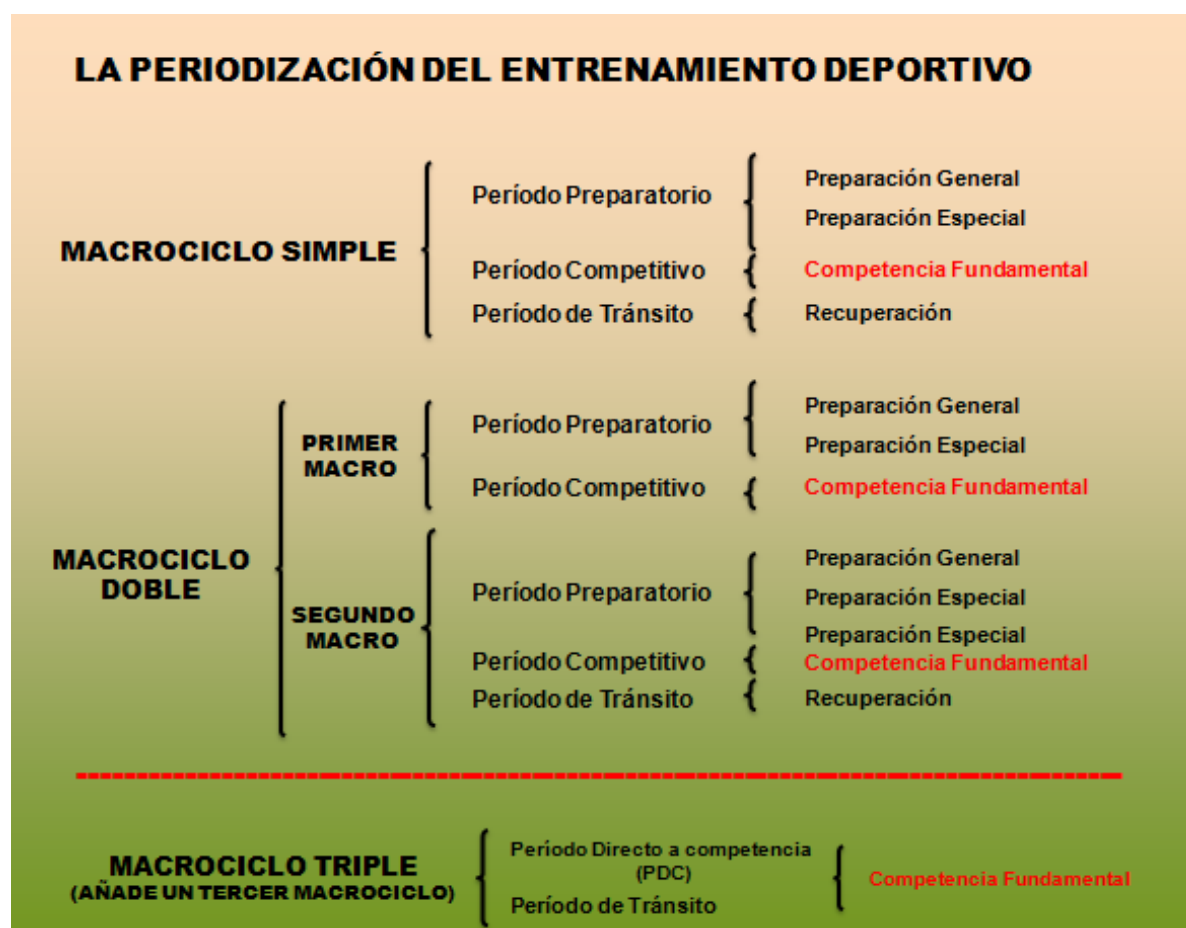 LA PERIODIZACIÓN DEL ENTRENAMIENTO DEPORTIVO
MACROCICLO SIMPLE
Período Preparatorio
Preparación General
Preparación Especial
Período Competitivo
Competencia Fundamental
Período de Tránsito
Recuperación
MACROCICLO
DOBLE
PRIMER
MACRO
Período Preparatorio
Preparación General
Preparación Especial
Período Competitivo
Competencia Fundamental
SEGUNDO
MACRO
Período Preparatorio
Preparación General
Preparación Especial
Preparación Especial
Período Competitivo
Competencia Fundamental
Período de Tránsito
Recuperación
MACROCICLO TRIPLE
(AÑADE UN TERCER MACROCICLO)
Período Directo a competencia
(PDC)
Período de Tránsito
Competencia Fundamental